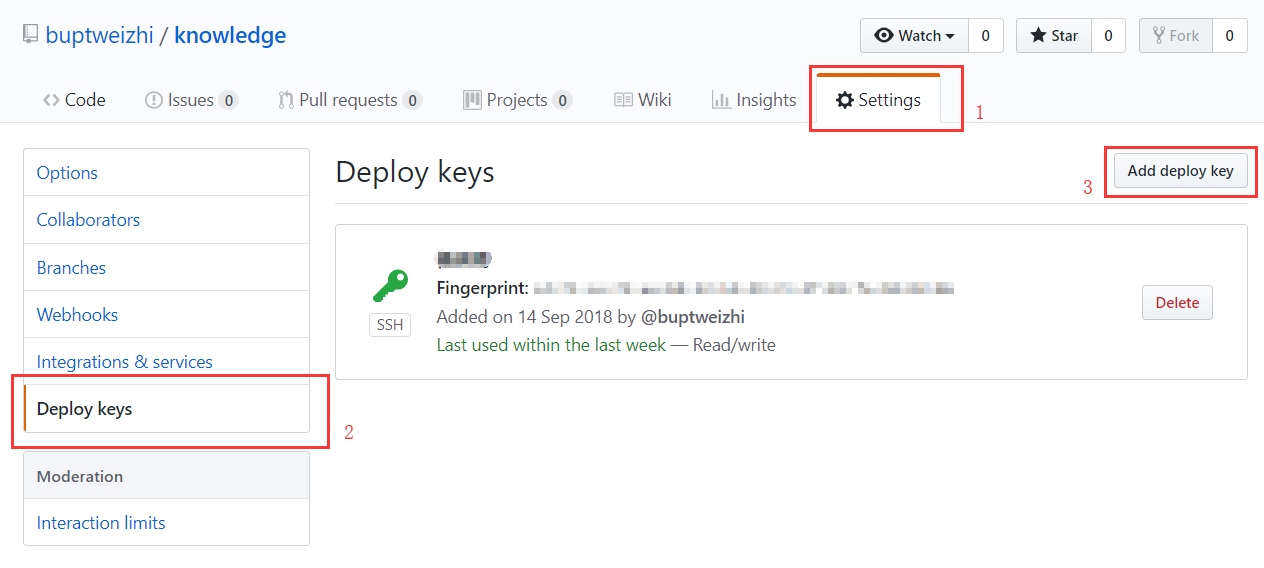 buptweizhi / knowledge
Watch 0 Star 0 Fork 0
Code Issues 0 Pull requests 0 Projects 0 Wiki Insights Settings 1
Options
Collaborators
Branches
Webhooks
Integrations & services
Deploy keys 2
Moderation
Interaction limits
Deploy keys
Add deploy key
3
Fingerprint:
SSH
Added on 14 Sep 2018 by @buptweizhi
Last used within the last week — Read/write
Delete